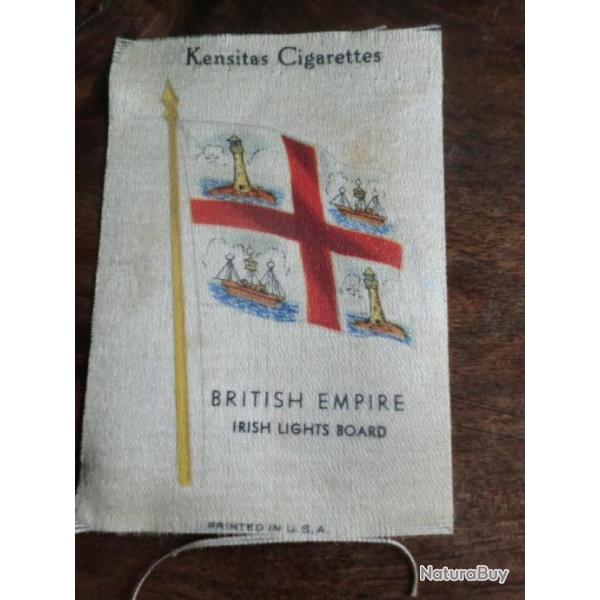 Kensitas Cigarettes
BRITISH EMPIRE
IRISH LIGHTS BOARD
PRINTED IN U.S.A.
NaturaBuy